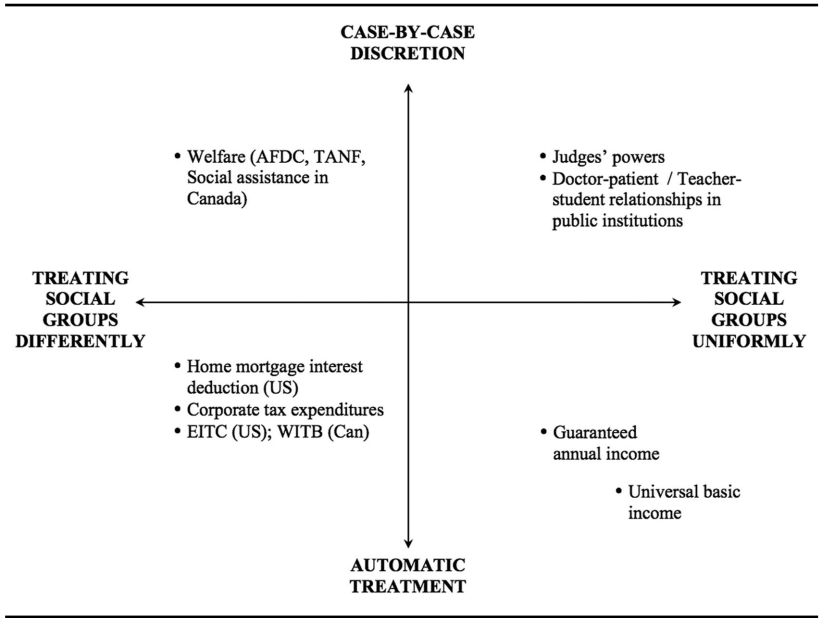 CASE-BY-CASE
DISCRETION
• Welfare (AFDC, TANF,
Social assistance in
Canada)
• Judges’ powers
• Doctor-patient / Teacher-
student relationships in
public institutions
TREATING
SOCIAL
GROUPS
DIFFERENTLY
TREATING
SOCIAL
GROUPS
UNIFORMLY
• Home mortgage interest
deduction (US)
• Corporate tax expenditures
• EITC (US); WITB (Can)
• Guaranteed
annual income
• Universal basic
income
AUTOMATIC
TREATMENT